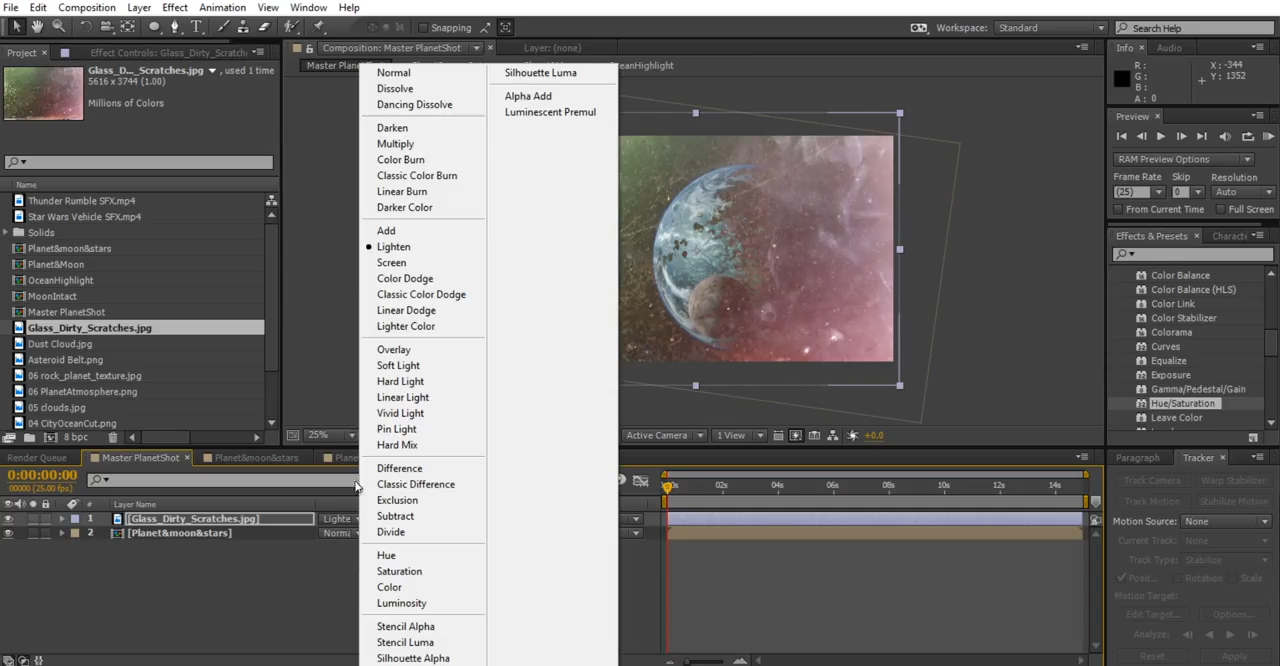 File Edit Composition Layer Effect Animation View Window Help
Snapping
Workspace: Standard
Search Help
Project × Effect Controls: Glass_Dirty_Scratch
Glass_D..._Scratches.jpg ▼, used 1 time
5616 x 3744 (1.00)
Millions of Colors
Name
Thunder Rumble SFX.mp4
Star Wars Vehicle SFX.mp4
Solids
Planet&moon&stars
Planet&Moon
OceanHighlight
MoonIntact
Master PlanetShot
Glass_Dirty_Scratches.jpg
Dust Cloud.jpg
Asteroid Belt.png
06 rock_planet_texture.jpg
06 PlanetAtmosphere.png
05 clouds.jpg
04 CityOceanCut.png
8 bpc
Composition: Master PlanetShot
Layer: (none)
Master Plan
OceanHighlight
Normal
Dissolve
Dancing Dissolve
Darken
Multiply
Color Burn
Classic Color Burn
Linear Burn
Darker Color
Add
Lighten
Screen
Color Dodge
Classic Color Dodge
Linear Dodge
Lighter Color
Overlay
Soft Light
Hard Light
Linear Light
Vivid Light
Pin Light
Hard Mix
Difference
Classic Difference
Exclusion
Subtract
Divide
Hue
Saturation
Color
Luminosity
Stencil Alpha
Stencil Luma
Silhouette Alpha
Silhouette Luma
Alpha Add
Luminescent Premul
25%
Active Camera
1 View
+0.0
Info × Audio
R: X: -344
G: Y: 1352
B:
A: 0
Preview ×
RAM Preview Options
Frame Rate Skip Resolution
(25) 0 Auto
From Current Time Full Screen
Effects & Presets × Characte
Color Balance
Color Balance (HLS)
Color Link
Color Stabilizer
Colorama
Curves
Equalize
Exposure
Gamma/Pedestal/Gain
Hue/Saturation
Leave Color
Render Queue
Master PlanetShot ×
Planet&moon&stars
Plane
0:00:00:00
00000 (25.00 fps)
Layer Name
1 [Glass_Dirty_Scratches.jpg] Lighte
2 [Planet&moon&stars] Norma
02s 04s 06s 08s 10s 12s 14s
Paragraph Tracker ×
Track Camera Warp Stabilizer
Track Motion Stabilize Motion
Motion Source: None
Current Track: None
Track Type: Stabilize
Positi... Rotation Scale
Motion Target:
Edit Target... Options...
Analyze:
Reset Apply